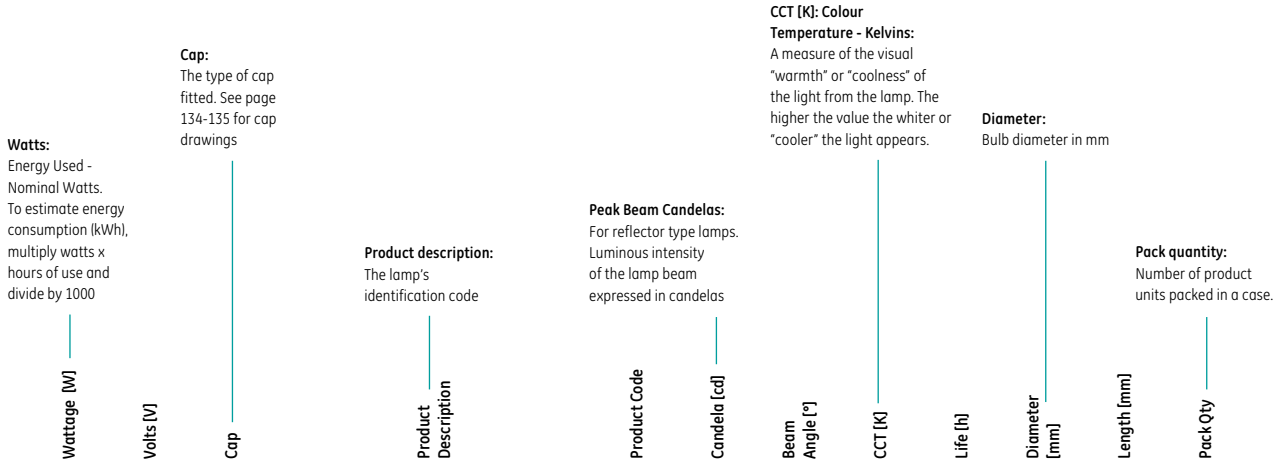 CCT [K]: Colour
Temperature - Kelvins:
A measure of the visual
“warmth” or “coolness” of
the light from the lamp. The
higher the value the whiter or
“cooler” the light appears.
Cap:
The type of cap
fitted. See page
134-135 for cap
drawings
Diameter:
Bulb diameter in mm
Watts:
Energy Used -
Nominal Watts.
To estimate energy
consumption (kWh),
multiply watts x
hours of use and
divide by 1000
Peak Beam Candelas:
For reflector type lamps.
Luminous intensity
of the lamp beam
expressed in candelas
Product description:
The lamp’s
identification code
Pack quantity:
Number of product
units packed in a case.
Wattage [W]
Volts [V]
Cap
Product
Description
Product Code
Candela [cd]
Beam
Angle [°]
CCT [K]
Life [h]
Diameter
[mm]
Length [mm]
Pack Qty